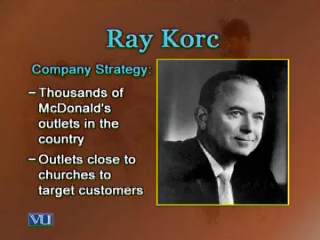 Ray Korc
Company Strategy:
– Thousands of
McDonald's
outlets in the
country
– Outlets close to
churches to
target customers
VU